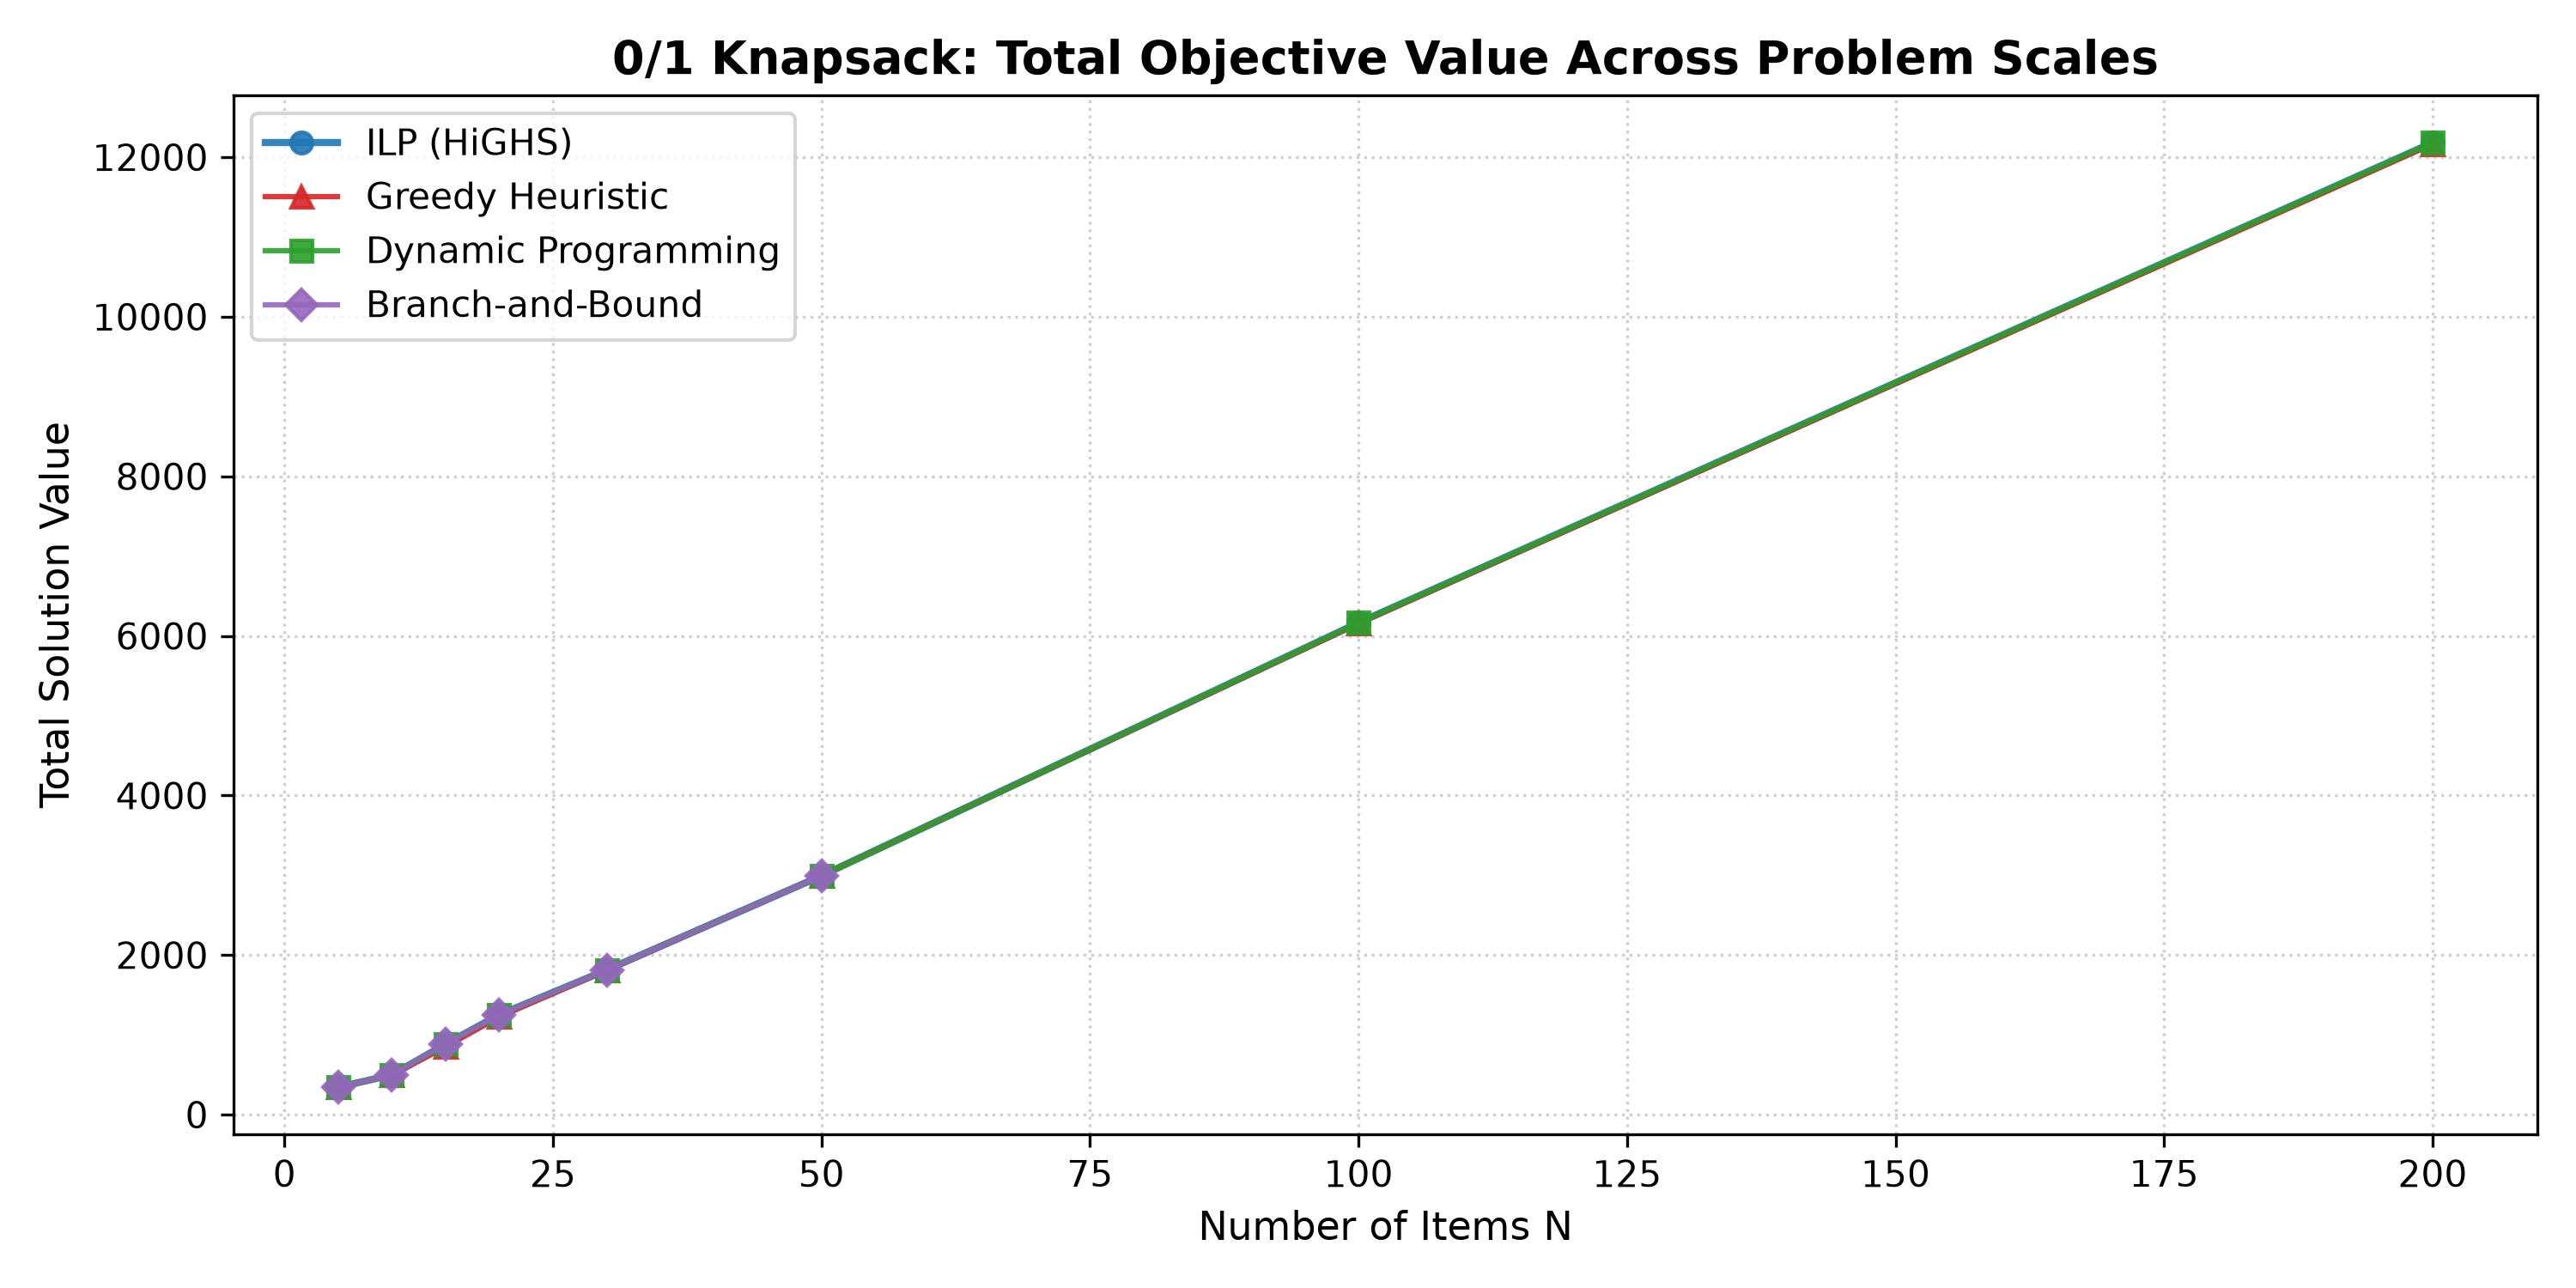 0/1 Knapsack: Total Objective Value Across Problem Scales
ILP (HiGHS)
Greedy Heuristic
Dynamic Programming
Branch-and-Bound
Total Solution Value
12000
10000
8000
6000
4000
2000
0
0 25 50 75 100 125 150 175 200
Number of Items N